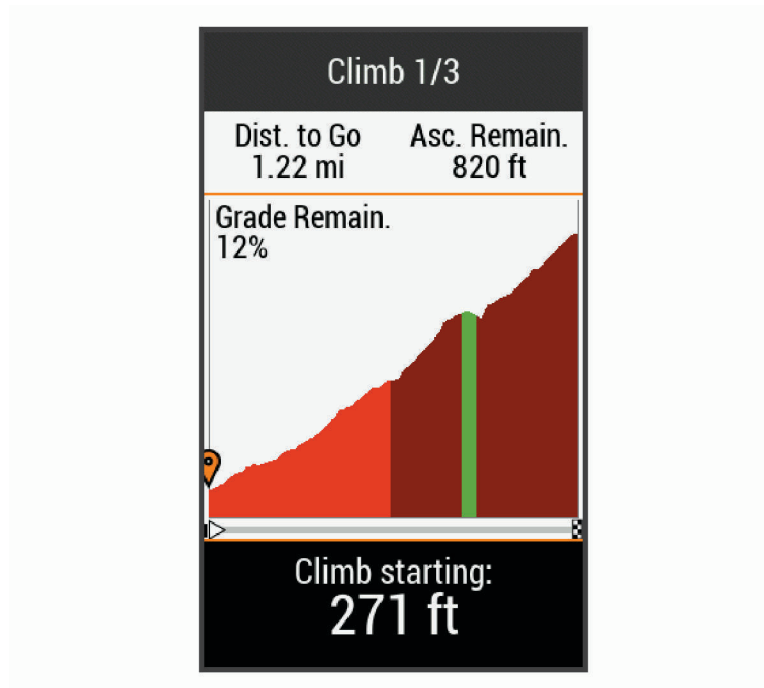 Climb 1/3
Dist. to Go
1.22 mi
Asc. Remain.
820 ft
Grade Remain.
12%
Climb starting:
271 ft